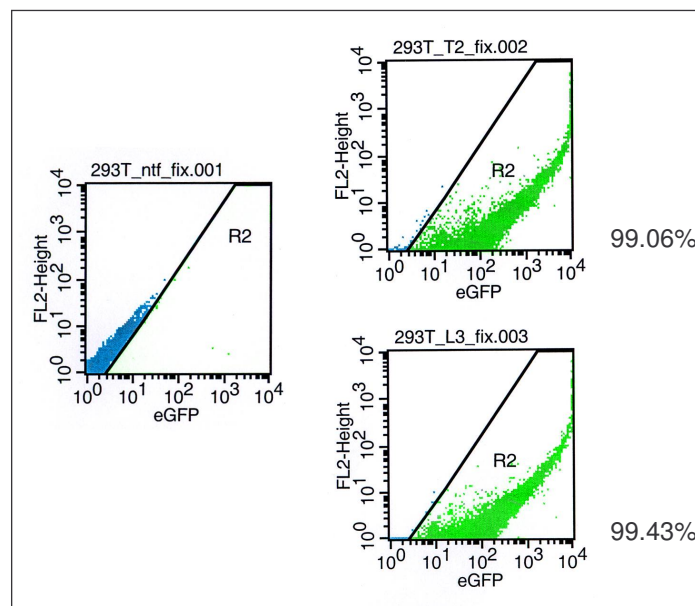 293T_ntf_fix.001
FL2-Height
10^4
10^3
10^2
10^1
10^0
R2
10^0 10^1 10^2 10^3 10^4
eGFP
293T_T2_fix.002
FL2-Height
10^4
10^3
10^2
10^1
10^0
R2
10^0 10^1 10^2 10^3 10^4
eGFP
99.06%
293T_L3_fix.003
FL2-Height
10^4
10^3
10^2
10^1
10^0
R2
10^0 10^1 10^2 10^3 10^4
eGFP
99.43%